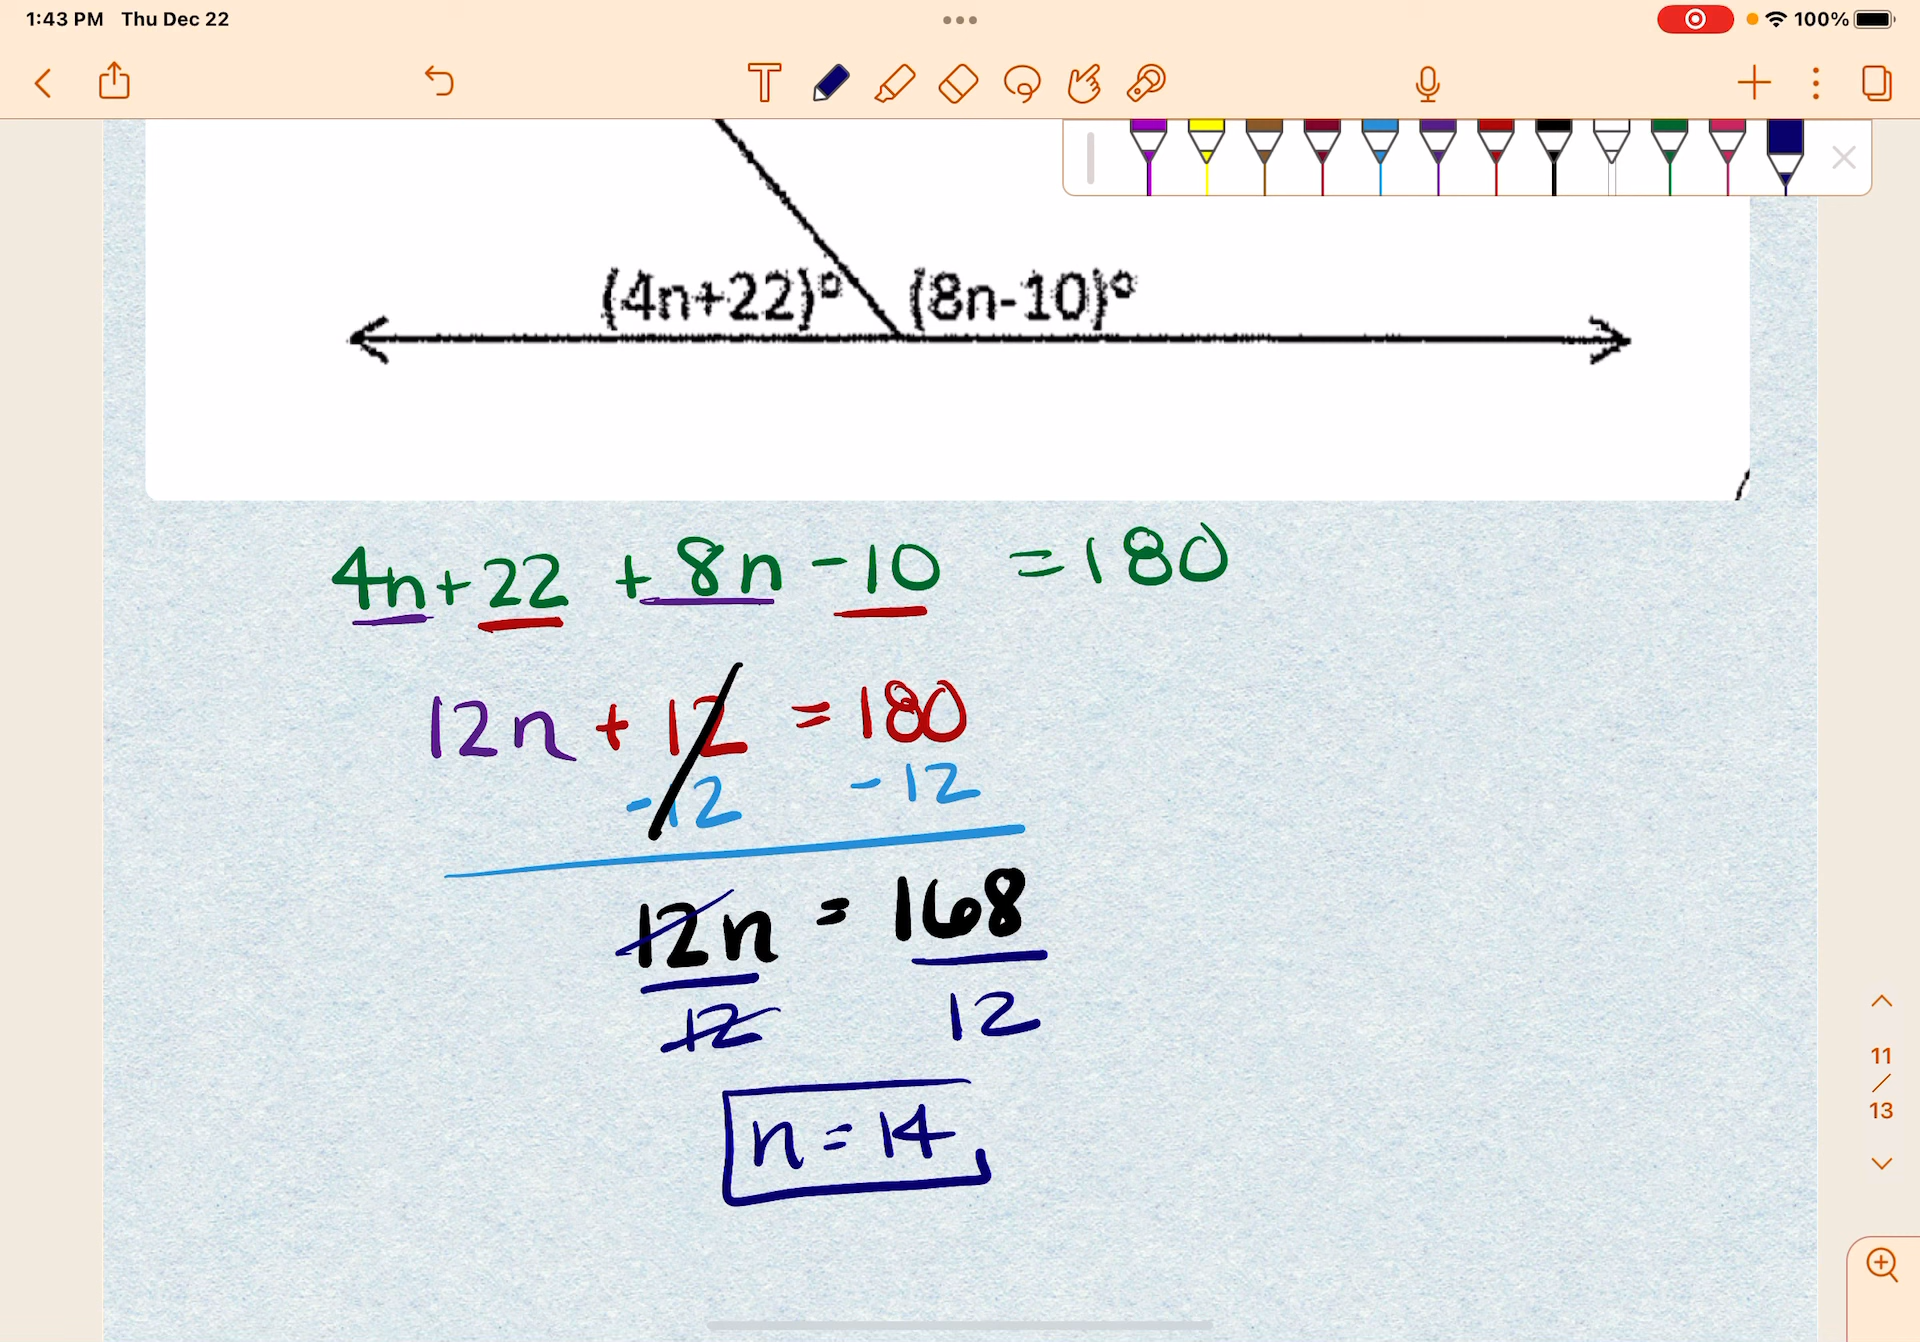 1:43 PM Thu Dec 22
100%
T
(4n+22)° (8n-10)°
4n+22 +8n-10 =180
12n + 12 = 180
-12 -12
12n = 168
12 12
n = 14
11
/
13